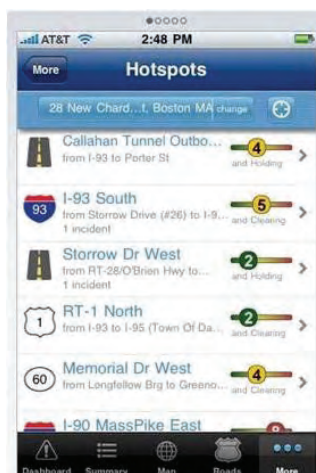 AT&T 2:48 PM
More Hotspots
28 New Chard...t, Boston MA change
Callahan Tunnel Outbo...
from I-93 to Porter St
4
and Holding
93
I-93 South
from Storrow Drive (#26) to I-9...
1 incident
5
and Clearing
Storrow Dr West
from RT-28/O'Brien Hwy to...
1 incident
2
and Holding
1
RT-1 North
from I-93 to I-95 (Town Of Da...
2
and Clearing
60
Memorial Dr West
from Longfellow Brg to Greeno...
4
and Clearing
I-90 MassPike East
Dashboard Summary Map Roads More